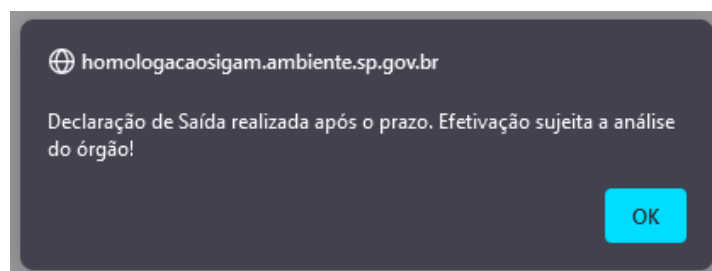 homologacaosigam.ambiente.sp.gov.br
Declaração de Saída realizada após o prazo. Efetivação sujeita a análise
do órgão!
OK